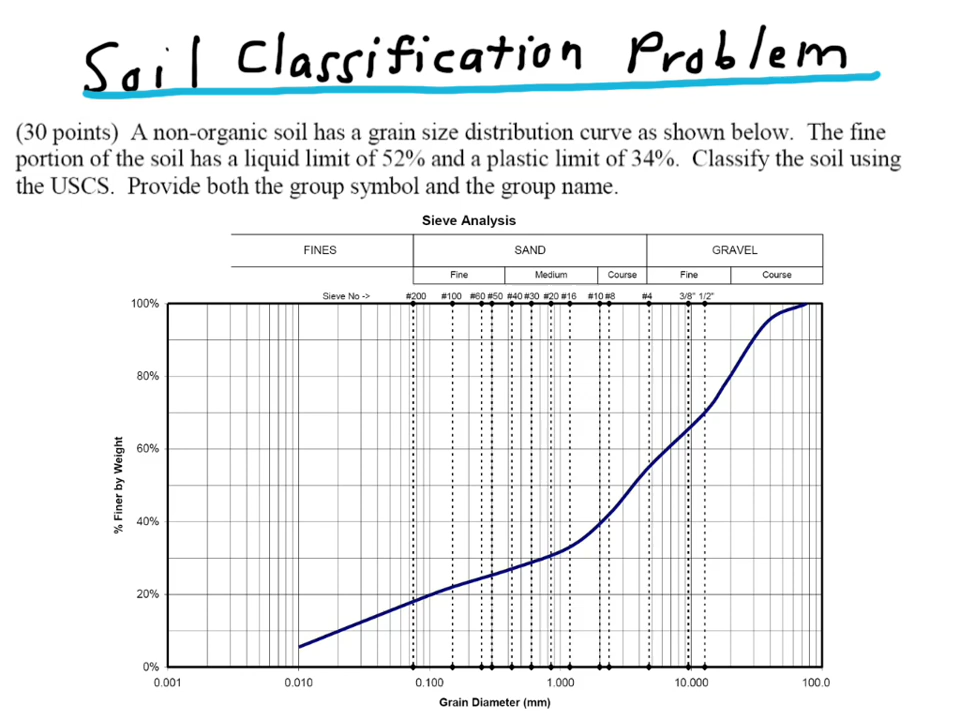 Soil Classification Problem
(30 points)  A non-organic soil has a grain size distribution curve as shown below.  The fine
portion of the soil has a liquid limit of 52% and a plastic limit of 34%.  Classify the soil using
the USCS.  Provide both the group symbol and the group name.
Sieve Analysis
FINES SAND GRAVEL
Fine Medium Course Fine Course
Sieve No -> #200 #100 #60 #50 #40 #30 #20 #16 #10 #8 #4 3/8" 1/2"
100%
80%
60%
40%
20%
0%
% Finer by Weight
0.001 0.010 0.100 1.000 10.000 100.0
Grain Diameter (mm)